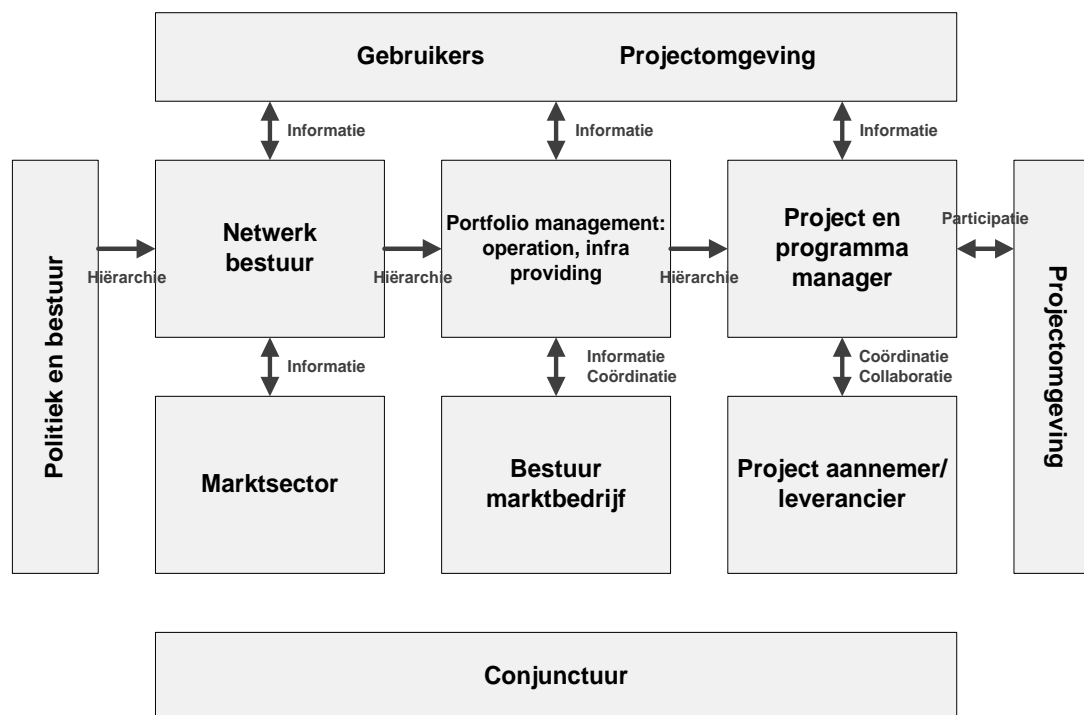 Gebruikers Projectomgeving
Informatie
Informatie
Informatie
Politiek en bestuur
Hiërarchie
Netwerk
bestuur
Hiërarchie
Portfolio management:
operation, infra
providing
Hiërarchie
Project en
programma
manager
Participatie
Projectomgeving
Informatie
Informatie
Coördinatie
Coördinatie
Collaboratie
Marktsector
Bestuur
marktbedrijf
Project aannemer/
leverancier
Conjunctuur